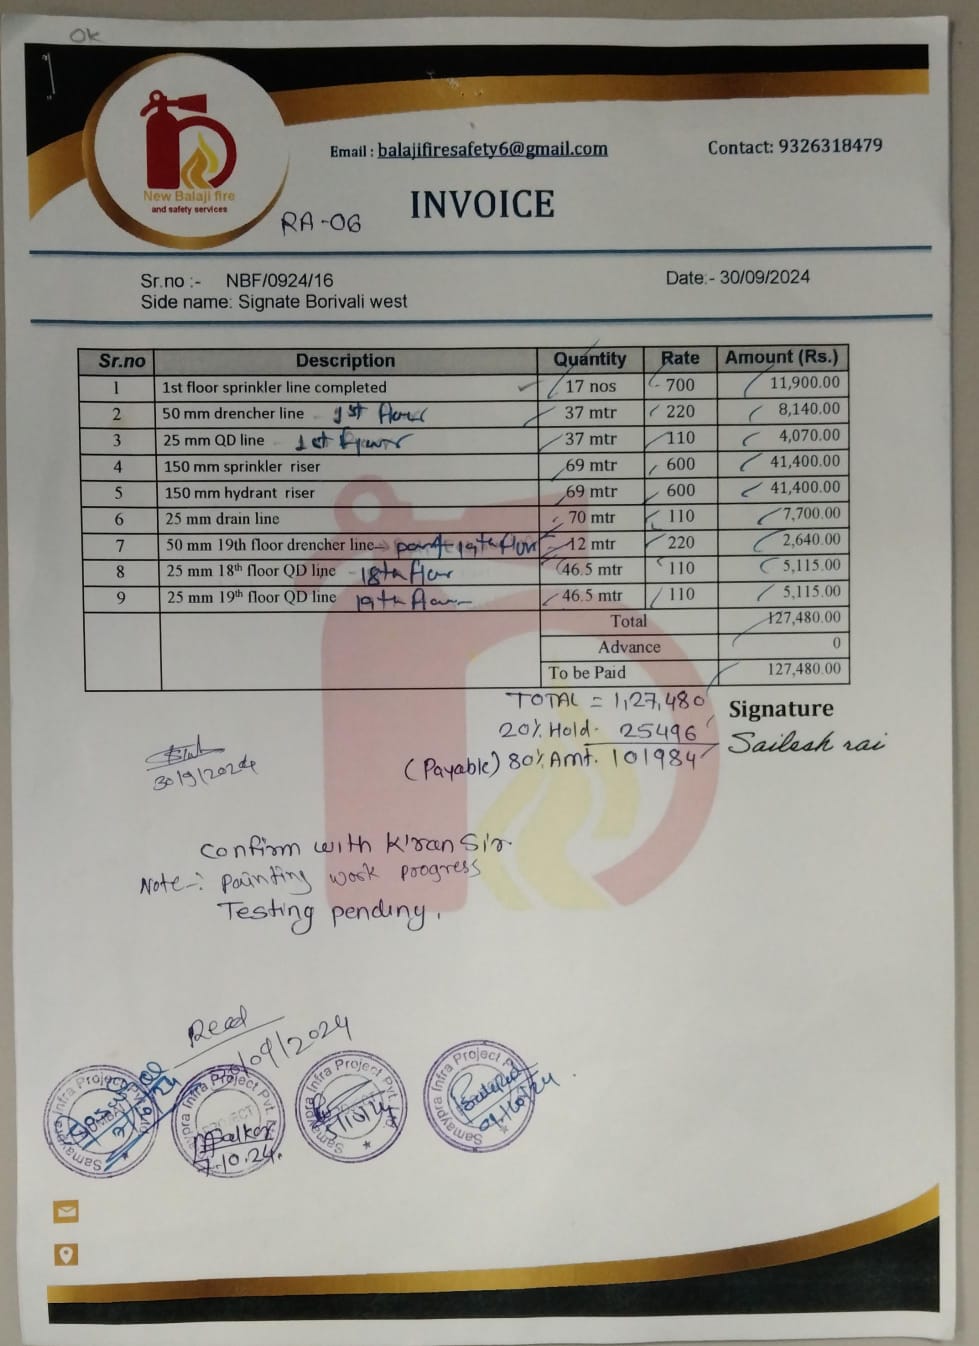 Ok
New Balaji fire
and safety services
Email : balajifiresafety6@gmail.com
Contact: 9326318479
INVOICE
RA-06
Sr.no :- NBF/0924/16
Date:- 30/09/2024
Side name: Signate Borivali west
Sr.no Description Quantity Rate Amount (Rs.)
1 1st floor sprinkler line completed 17 nos 700 11,900.00
2 50 mm drencher line 1st floor 37 mtr 220 8,140.00
3 25 mm QD line 1st floor 37 mtr 110 4,070.00
4 150 mm sprinkler riser 69 mtr 600 41,400.00
5 150 mm hydrant riser 69 mtr 600 41,400.00
6 25 mm drain line 70 mtr 110 7,700.00
7 50 mm 19th floor drencher line 19th floor 12 mtr 220 2,640.00
8 25 mm 18th floor QD line - 18th floor 46.5 mtr 110 5,115.00
9 25 mm 19th floor QD line 19th floor 46.5 mtr 110 5,115.00
Total 127,480.00
Advance 0
To be Paid 127,480.00
TOTAL = 1,27,480
Signature
20% Hold. 25496
Sailesh rai
(Payable) 80% Amt. 101984
30/9/2024
Confirm with Kiran Sir.
Note-: Painting work progress
Testing pending.
Recd
30/09/2024
Samaypra Infra Project Pvt. Ltd
Samaypra Infra Project Pvt. Ltd
7.10.24.
Samaypra Infra Project Pvt. Ltd
Samaypra Infra Project Pvt. Ltd